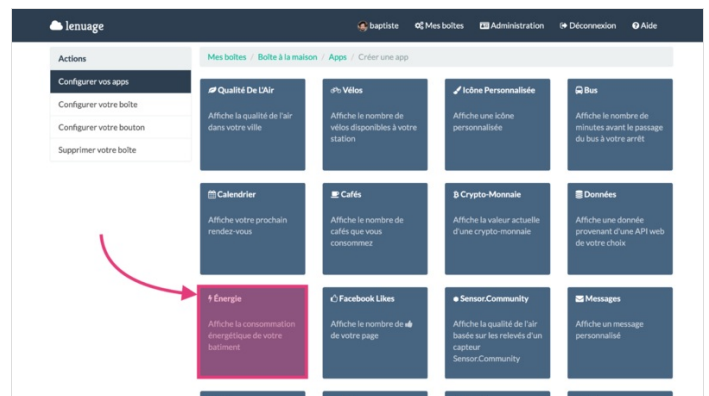 lenuage
baptiste Mes boîtes Administration Déconnexion Aide
Actions
Configurer vos apps
Configurer votre boîte
Configurer votre bouton
Supprimer votre boîte
Mes boîtes / Boîte à la maison / Apps / Créer une app
Qualité De L'Air
Affiche la qualité de l'air
dans votre ville
Vélos
Affiche le nombre de
vélos disponibles à votre
station
Icône Personnalisée
Affiche une icône
personnalisée
Bus
Affiche le nombre de
minutes avant le passage
du bus à votre arrêt
Calendrier
Affiche votre prochain
rendez-vous
Cafés
Affiche le nombre de
cafés que vous
consommez
Crypto-Monnaie
Affiche la valeur actuelle
d'une crypto-monnaie
Données
Affiche une donnée
provenant d'une API web
de votre choix
Énergie
Affiche la consommation
énergétique de votre
batiment
Facebook Likes
Affiche le nombre de 👍
de votre page
Sensor.Community
Affiche la qualité de l'air
basée sur les relevés d'un
capteur
Sensor.Community
Messages
Affiche un message
personnalisé